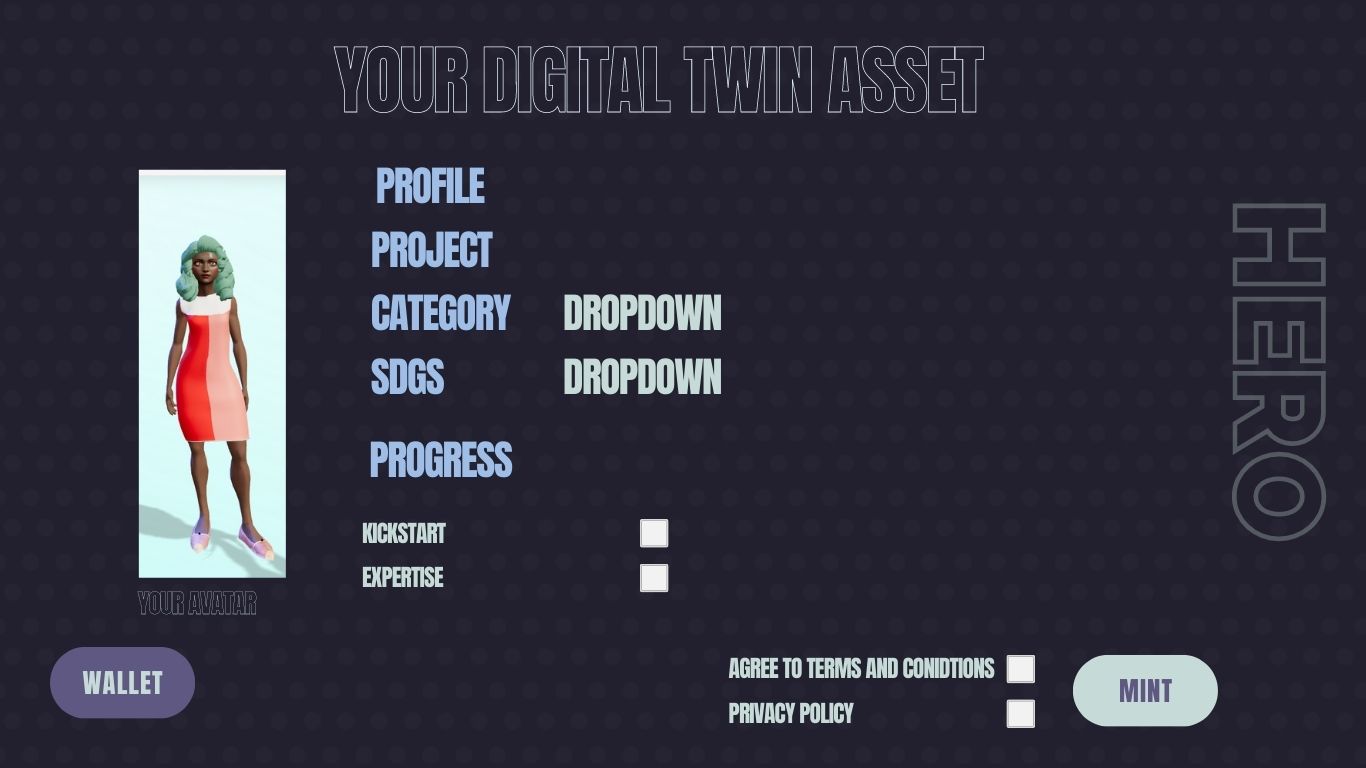 YOUR DIGITAL TWIN ASSET
PROFILE
PROJECT
CATEGORY DROPDOWN
SDGS DROPDOWN
PROGRESS
KICKSTART
EXPERTISE
YOUR AVATAR
HERO
WALLET
AGREE TO TERMS AND CONIDTIONS
PRIVACY POLICY
MINT